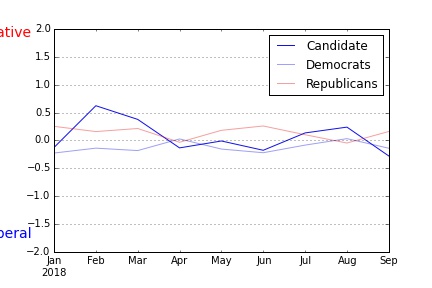 2.0
ative
Candidate
Democrats
Republicans
1.5
1.0
0.5
0.0
−0.5
−1.0
−1.5
beral
−2.0
Jan Feb Mar Apr May Jun Jul Aug Sep
2018